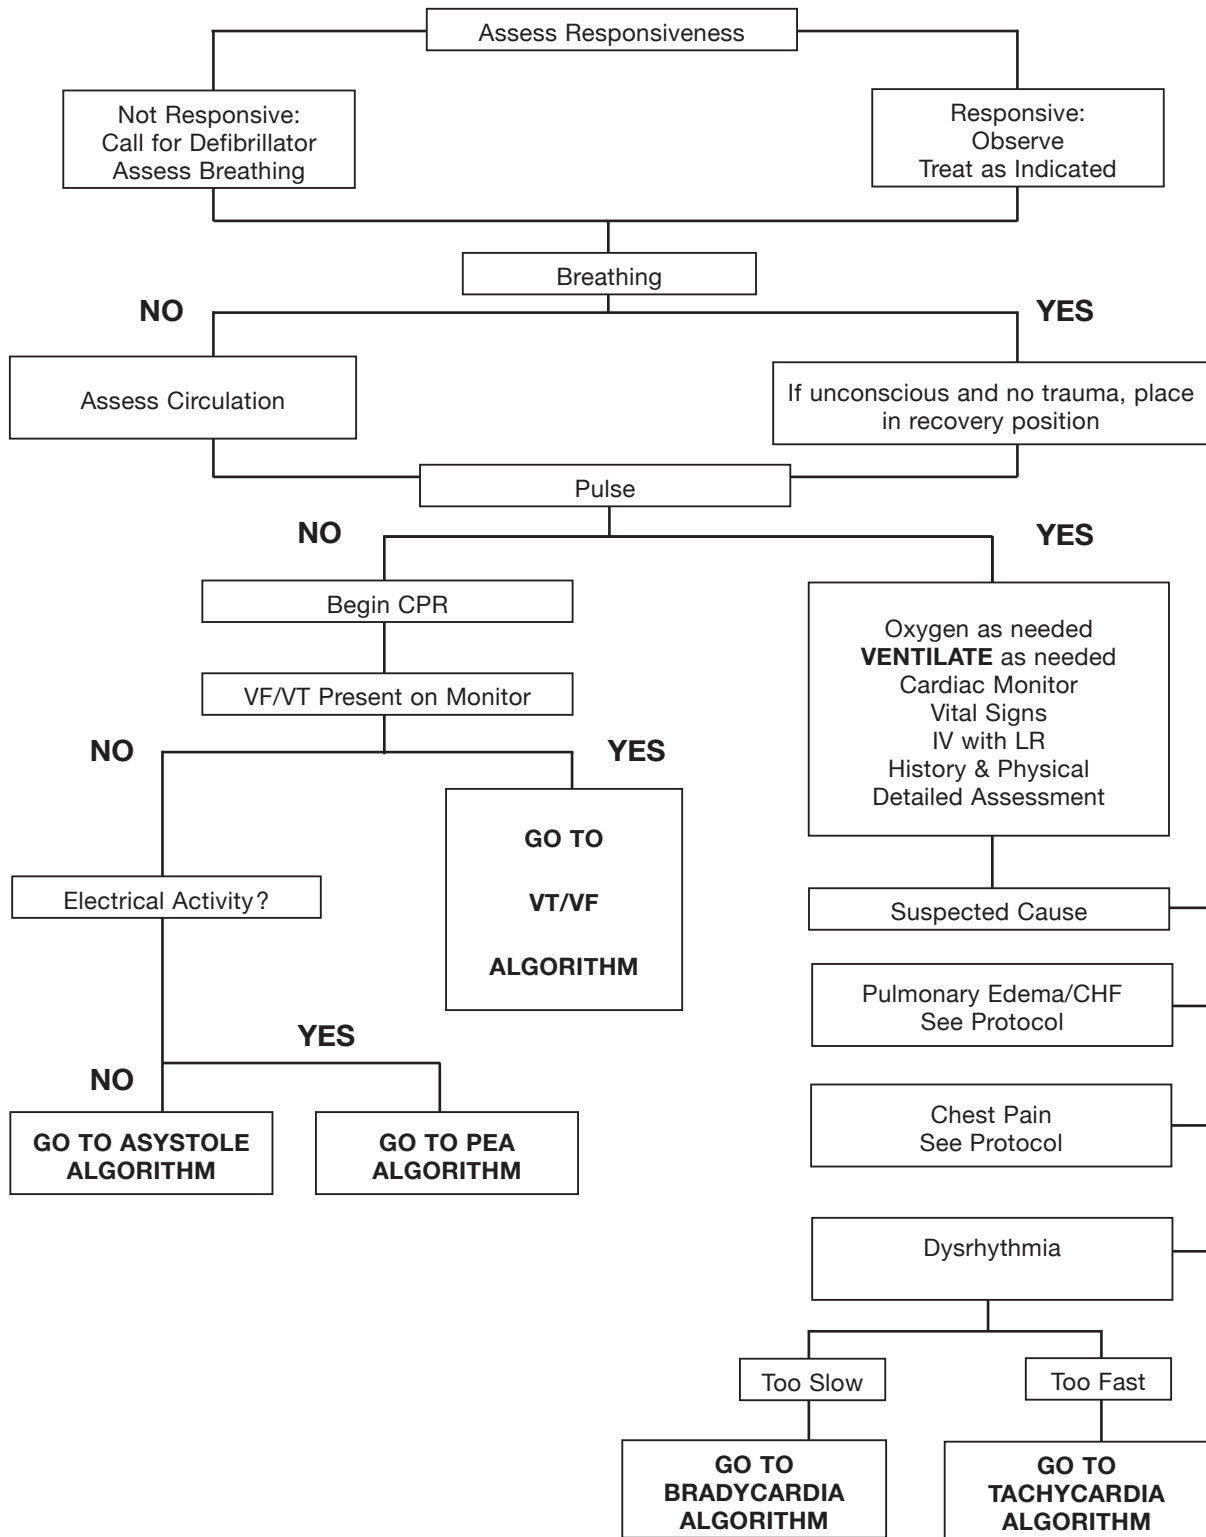 Assess Responsiveness
Not Responsive:
Call for Defibrillator
Assess Breathing
Responsive:
Observe
Treat as Indicated
Breathing
NO
YES
Assess Circulation
If unconscious and no trauma, place
in recovery position
Pulse
NO
YES
Begin CPR
Oxygen as needed
VENTILATE as needed
Cardiac Monitor
Vital Signs
IV with LR
History & Physical
Detailed Assessment
VF/VT Present on Monitor
NO
YES
GO TO
VT/VF
ALGORITHM
Electrical Activity?
Suspected Cause
Pulmonary Edema/CHF
See Protocol
YES
NO
GO TO ASYSTOLE
ALGORITHM
GO TO PEA
ALGORITHM
Chest Pain
See Protocol
Dysrhythmia
Too Slow
Too Fast
GO TO
BRADYCARDIA
ALGORITHM
GO TO
TACHYCARDIA
ALGORITHM